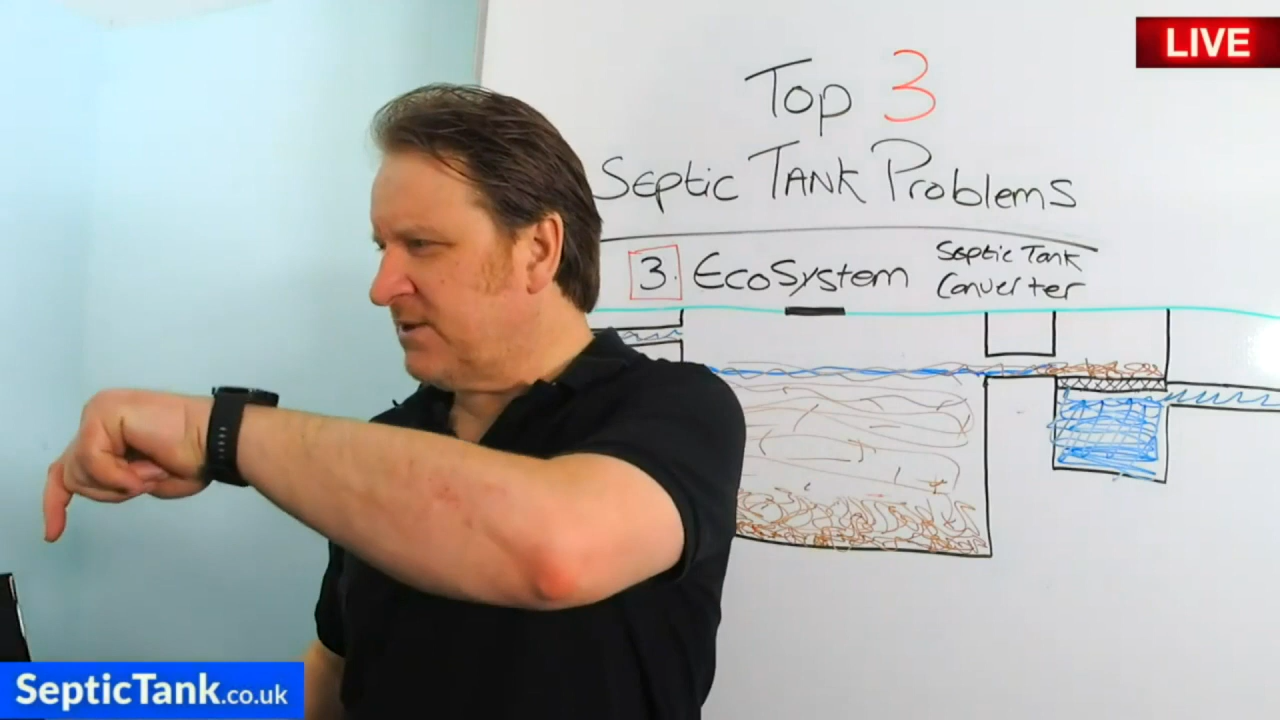 LIVE
Top 3
Septic Tank Problems
3. EcoSystem Septic Tank
Converter
SepticTank.co.uk